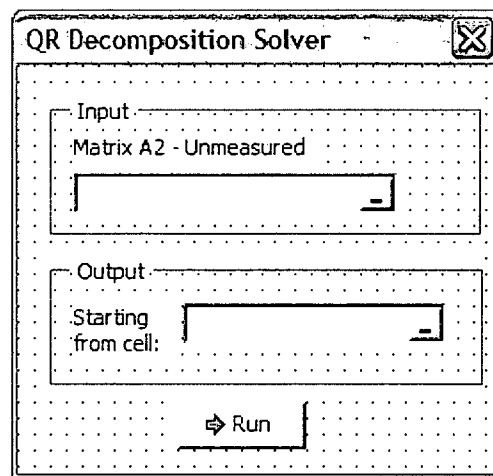 QR Decomposition Solver
Input
Matrix A2 - Unmeasured
Output
Starting
from cell:
Run